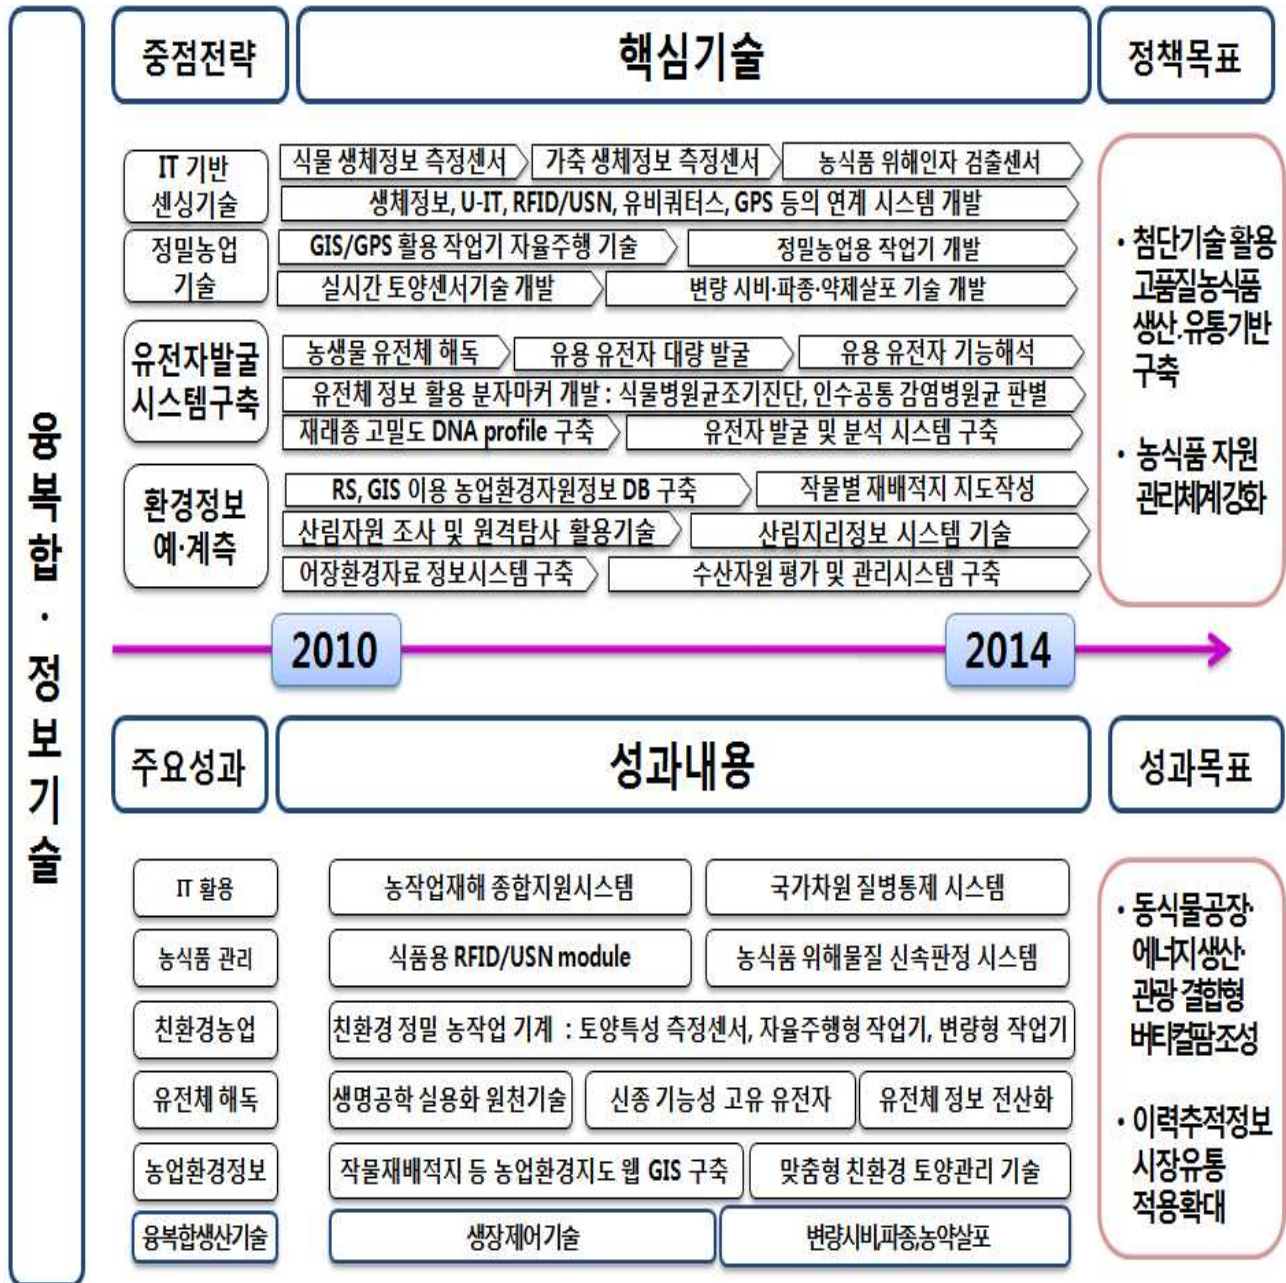 융복합·정보기술
중점전략
핵심기술
정책목표
IT 기반
센싱기술
식물 생체정보 측정센서
가축 생체정보 측정센서
농식품 위해인자 검출센서
생체정보, U-IT, RFID/USN, 유비쿼터스, GPS 등의 연계 시스템 개발
정밀농업
기술
GIS/GPS 활용 작업기 자율주행 기술
정밀농업용 작업기 개발
실시간 토양센서기술 개발
변량 시비·파종·약제살포 기술 개발
유전자발굴
시스템구축
농생물 유전체 해독
유용 유전자 대량 발굴
유용 유전자 기능해석
유전체 정보 활용 분자마커 개발 : 식물병원균조기진단, 인수공통 감염병원균 판별
재래종 고밀도 DNA profile 구축
유전자 발굴 및 분석 시스템 구축
환경정보
예·계측
RS, GIS 이용 농업환경자원정보 DB 구축
작물별 재배적지 지도작성
산림자원 조사 및 원격탐사 활용기술
산림지리정보 시스템 기술
어장환경자료 정보시스템 구축
수산자원 평가 및 관리시스템 구축
• 첨단기술 활용
고품질농식품
생산·유통기반
구축
• 농식품 자원
관리체계강화
2010
2014
주요성과
성과내용
성과목표
IT 활용
농작업재해 종합지원시스템
국가차원 질병통제 시스템
농식품 관리
식품용 RFID/USN module
농식품 위해물질 신속판정 시스템
친환경농업
친환경 정밀 농작업 기계 : 토양특성 측정센서, 자율주행형 작업기, 변량형 작업기
유전체 해독
생명공학 실용화 원천기술
신종 기능성 고유 유전자
유전체 정보 전산화
농업환경정보
작물재배적지 등 농업환경지도 웹 GIS 구축
맞춤형 친환경 토양관리 기술
융복합생산기술
생장제어기술
변량시비,파종,농약살포
• 동식물공장·
에너지생산·
관광 결합형
버티컬팜조성
• 이력추적정보
시장유통
적용확대